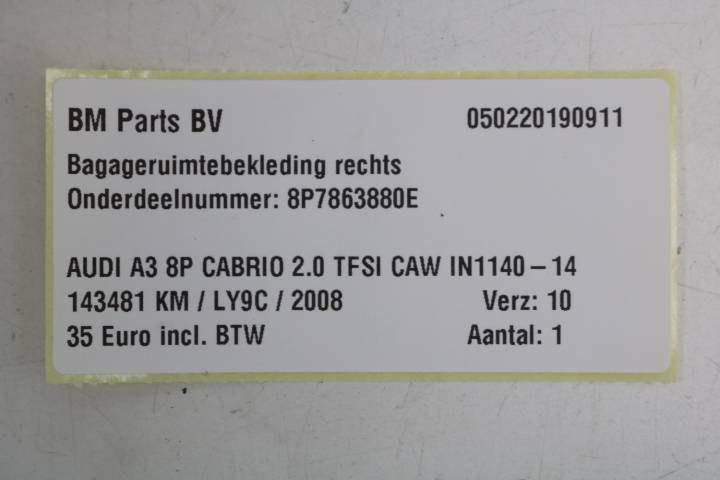 BM Parts BV 050220190911
Bagageruimtebekleding rechts
Onderdeelnummer: 8P7863880E
AUDI A3 8P CABRIO 2.0 TFSI CAW IN1140 – 14
143481 KM / LY9C / 2008 Verz: 10
35 Euro incl. BTW Aantal: 1